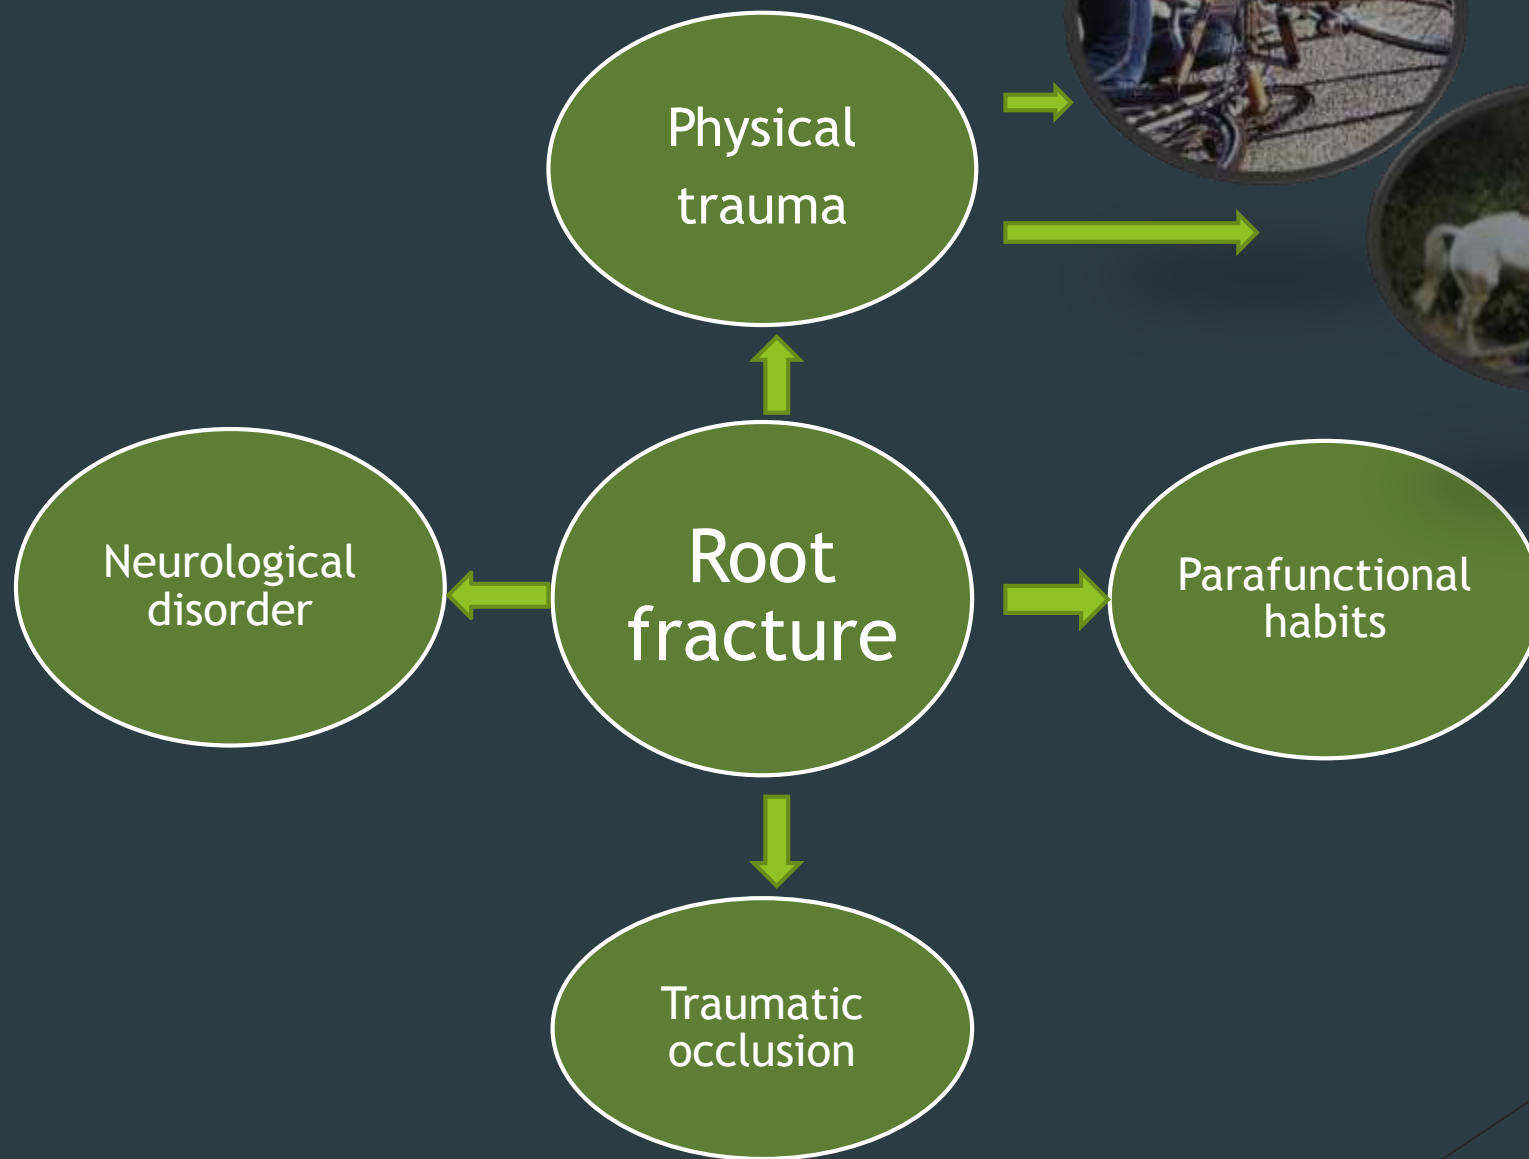 Physical
trauma
Neurological
disorder
Root
fracture
Parafunctional
habits
Traumatic
occlusion